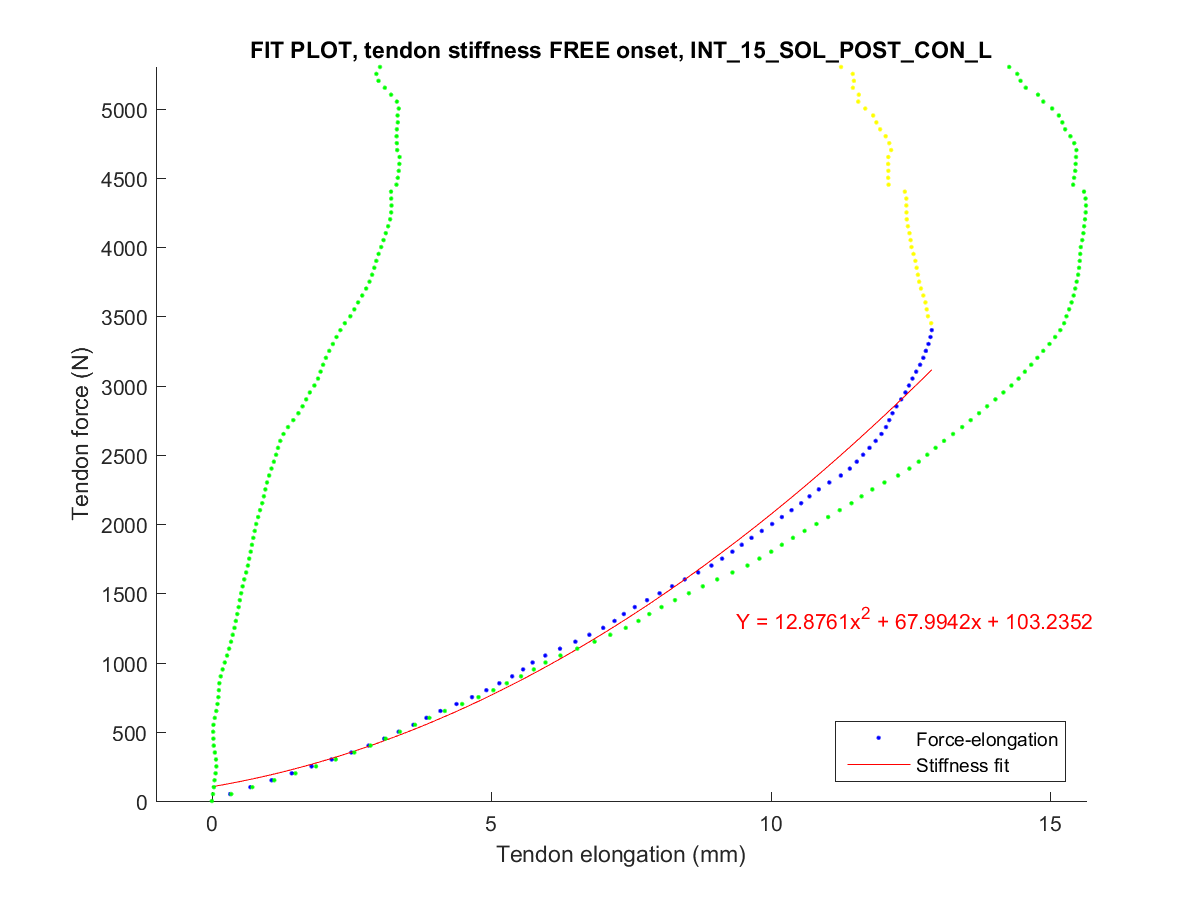 FIT PLOT, tendon stiffness FREE onset, INT_15_SOL_POST_CON_L
5000
4500
4000
3500
3000
2500
2000
1500
1000
500
0
Tendon force (N)
Y = 12.8761x² + 67.9942x + 103.2352
Force-elongation
Stiffness fit
0 5 10 15
Tendon elongation (mm)